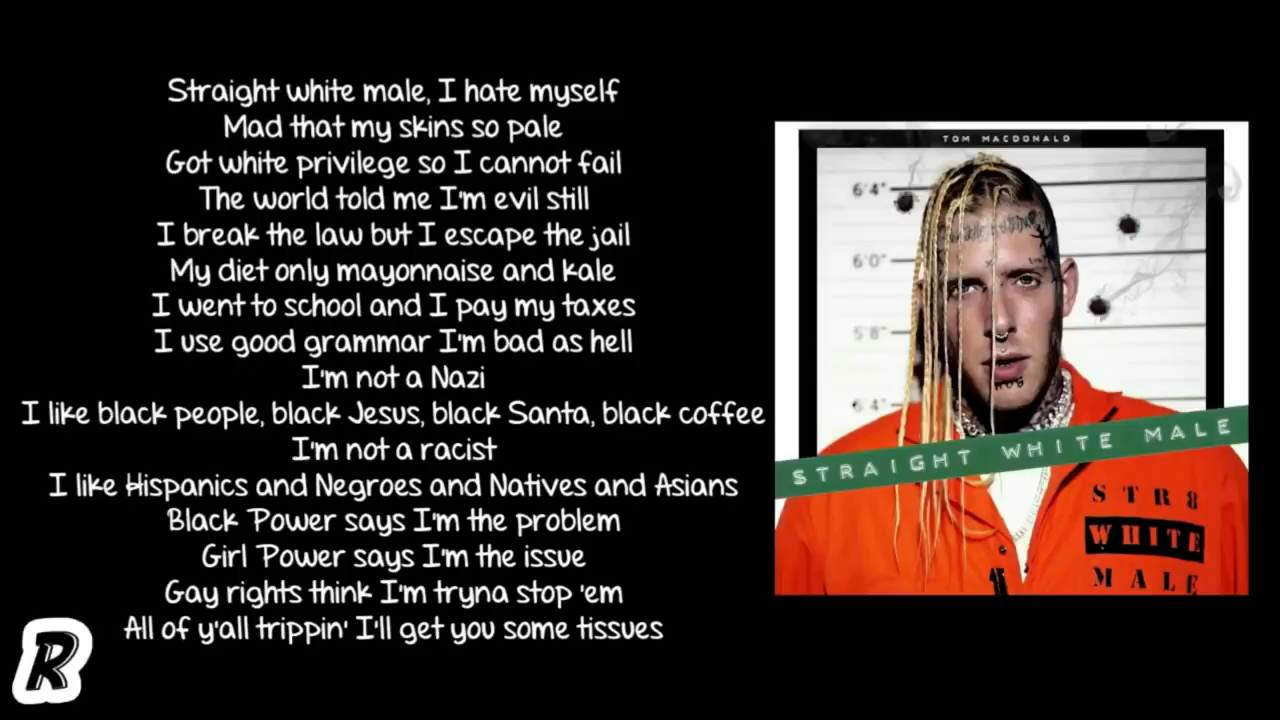 Straight white male, I hate myself
Mad that my skins so pale
Got white privilege so I cannot fail
The world told me I'm evil still
I break the law but I escape the jail
My diet only mayonnaise and kale
I went to school and I pay my taxes
I use good grammar I'm bad as hell
I'm not a Nazi
I like black people, black Jesus, black Santa, black coffee
I'm not a racist
I like Hispanics and Negroes and Natives and Asians
Black Power says I'm the problem
Girl Power says I'm the issue
Gay rights think I'm tryna stop 'em
All of y'all trippin' I'll get you some tissues
R
TOM MACDONALD
6'4"
6'0"
5'8"
STRAIGHT WHITE MALE
STR8
WHITE
MALE